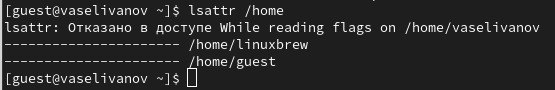 [guest@vaselivanov ~]$ lsattr /home
lsattr: Отказано в доступе While reading flags on /home/vaselivanov
---------------------- /home/linuxbrew
---------------------- /home/guest
[guest@vaselivanov ~]$